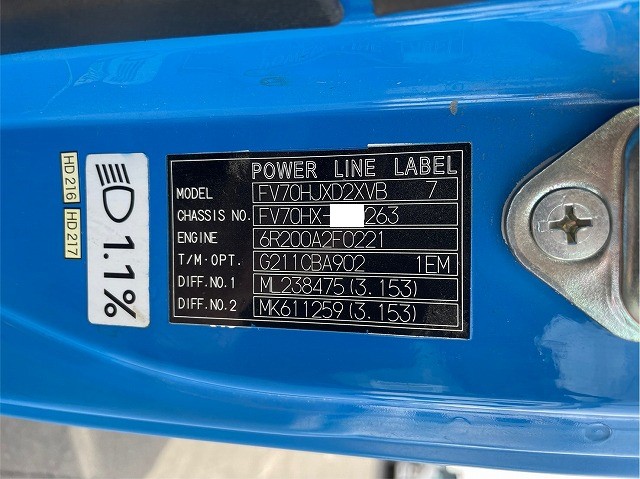 HD216
HD217
1.1%
POWER LINE LABEL
MODEL FV70HJXD2XVB 7
CHASSIS NO. FV70HX- 263
ENGINE 6R200A2F0221
T/M·OPT. G211CBA902 1EM
DIFF.NO.1 ML238475(3.153)
DIFF.NO.2 MK611259(3.153)